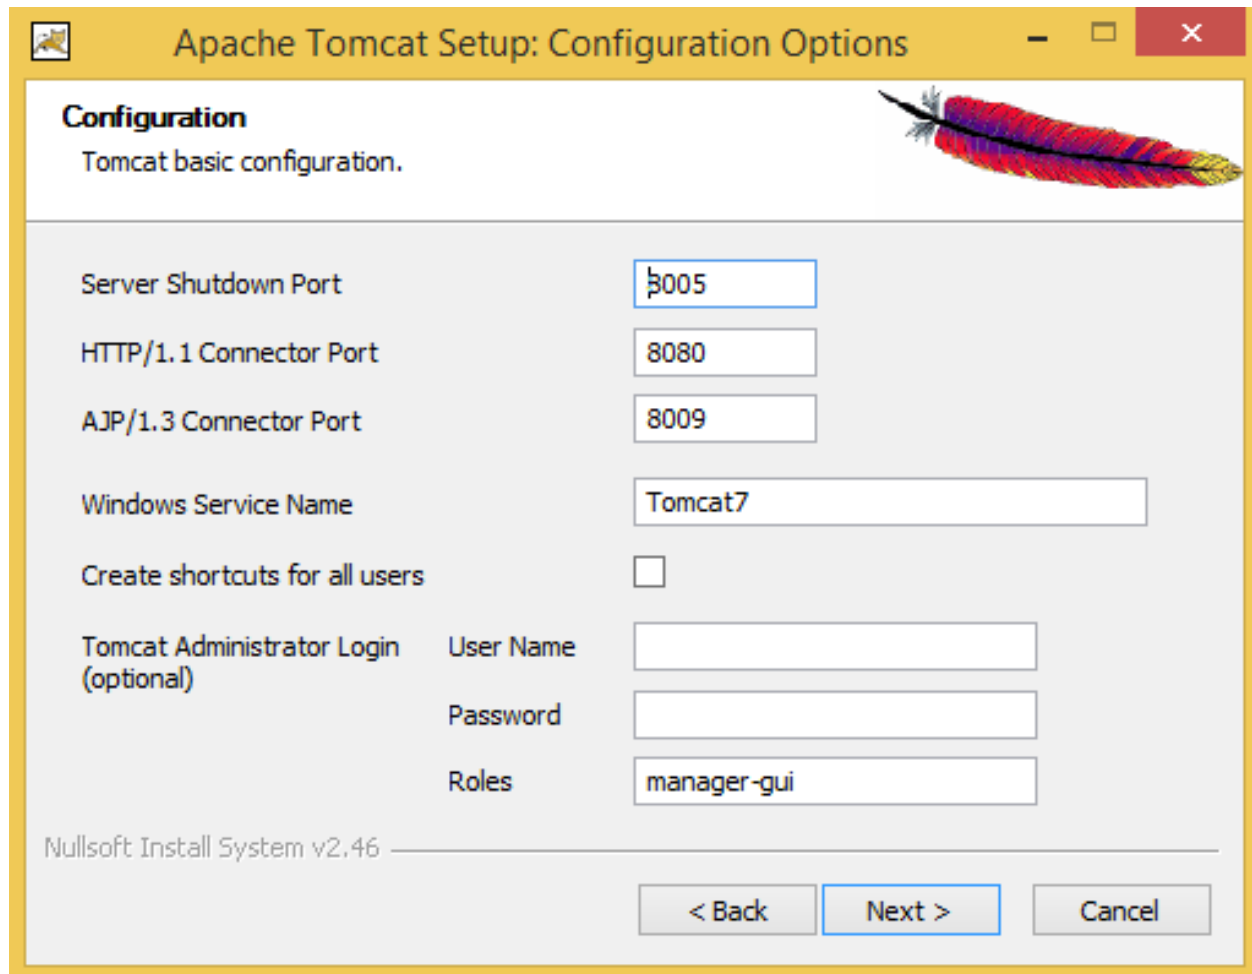 Apache Tomcat Setup: Configuration Options
Configuration
Tomcat basic configuration.
Server Shutdown Port 8005
HTTP/1.1 Connector Port 8080
AJP/1.3 Connector Port 8009
Windows Service Name Tomcat7
Create shortcuts for all users
Tomcat Administrator Login User Name
(optional)
Password
Roles manager-gui
Nullsoft Install System v2.46
< Back Next > Cancel